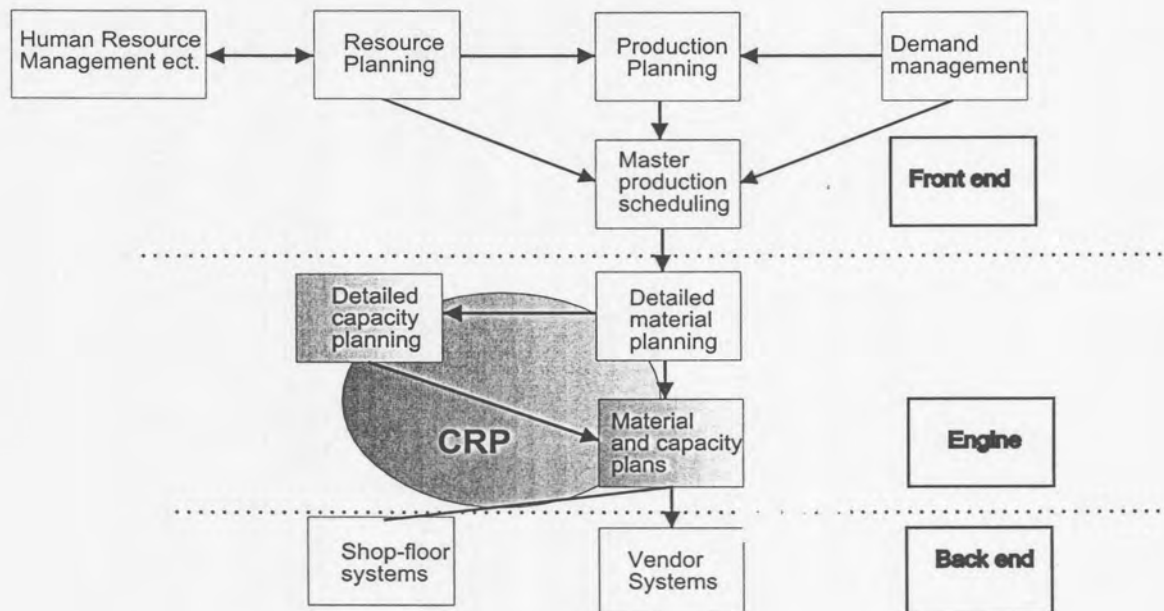 Human Resource
Management ect.
Resource
Planning
Production
Planning
Demand
management
Master
production
scheduling
Front end
Detailed
capacity
planning
Detailed
material
planning
CRP
Material
and capacity
plans
Engine
Shop-floor
systems
Vendor
Systems
Back end